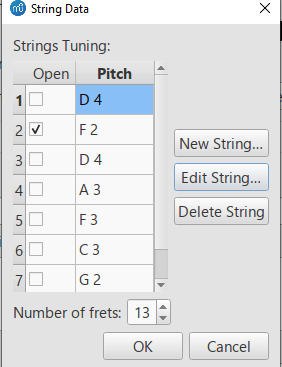 String Data
Strings Tuning:
Open Pitch
1 D 4
2 F 2
3 D 4
4 A 3
5 F 3
6 C 3
7 G 2
New String...
Edit String...
Delete String
Number of frets: 13
OK Cancel